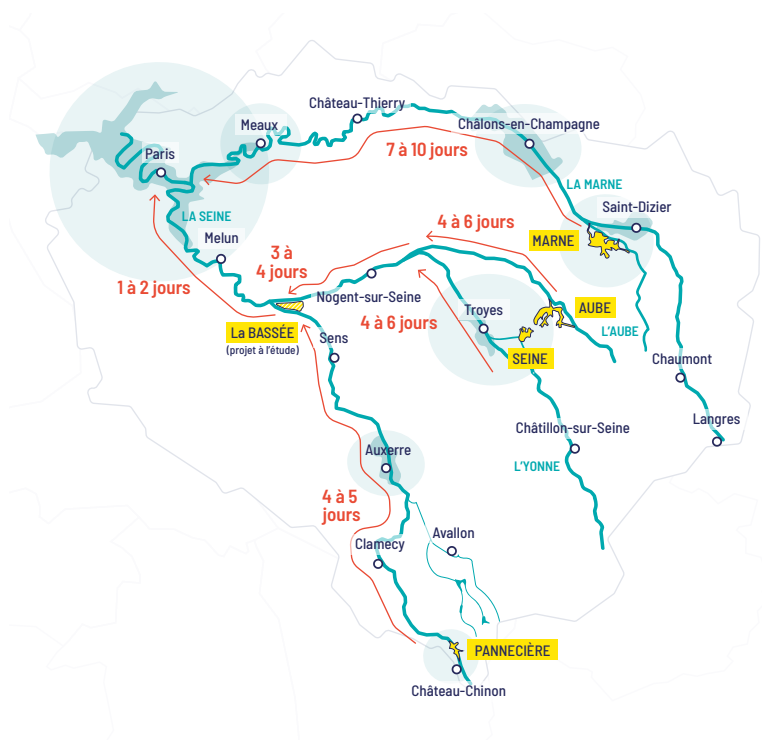 Château-Thierry
Châlons-en-Champagne
Meaux
Paris
7 à 10 jours
LA MARNE
Saint-Dizier
LA SEINE
4 à 6 jours
MARNE
Melun
3 à
4 jours
1 à 2 jours
Nogent-sur-Seine
Troyes
AUBE
4 à 6 jours
La BASSÉE
(projet à l'étude)
Sens
L'AUBE
SEINE
Chaumont
Langres
Châtillon-sur-Seine
Auxerre
L'YONNE
4 à 5
jours
Avallon
Clamecy
PANNECIÈRE
Château-Chinon